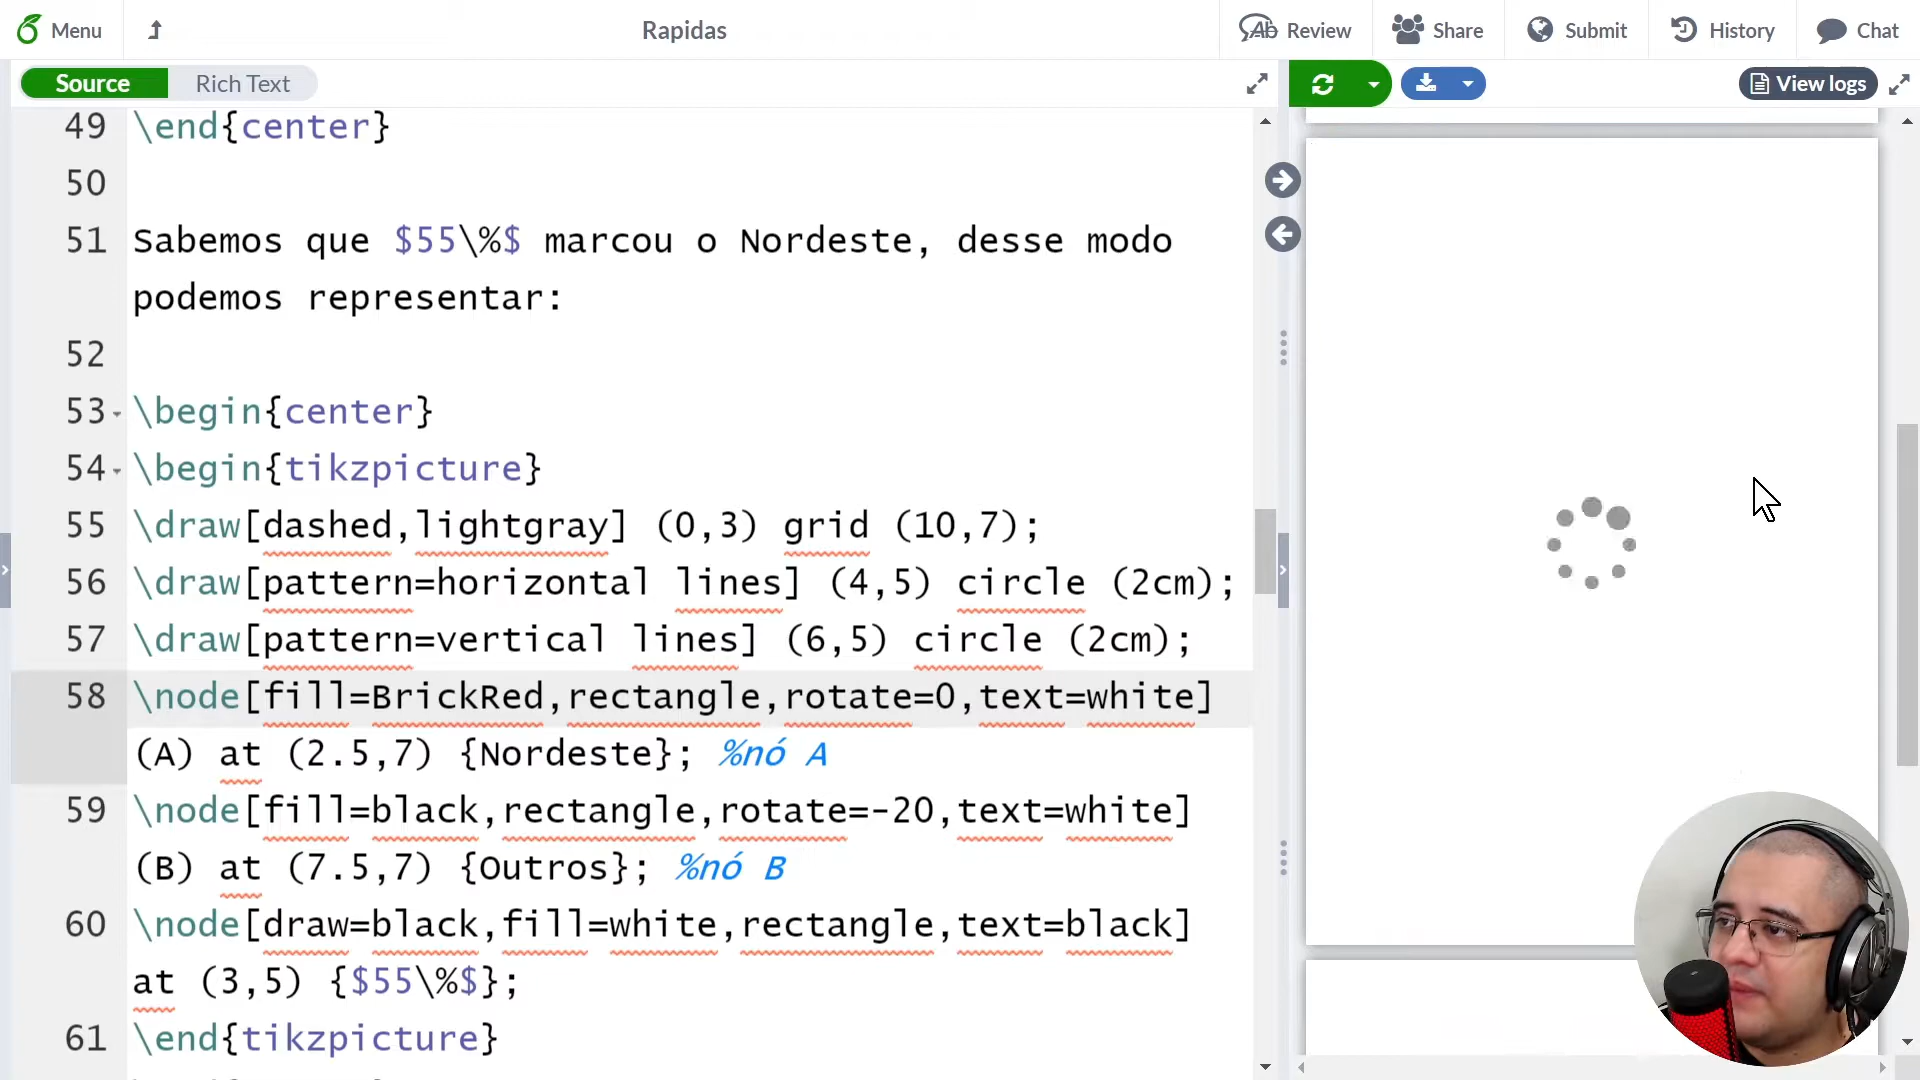 Menu
Rapidas
Review
Share
Submit
History
Chat
Source
Rich Text
View logs
49 \end{center}
50
51 Sabemos que $55\%$ marcou o Nordeste, desse modo
podemos representar:
52
53 \begin{center}
54 \begin{tikzpicture}
55 \draw[dashed,lightgray] (0,3) grid (10,7);
56 \draw[pattern=horizontal lines] (4,5) circle (2cm);
57 \draw[pattern=vertical lines] (6,5) circle (2cm);
58 \node[fill=BrickRed,rectangle,rotate=0,text=white]
(A) at (2.5,7) {Nordeste}; %nó A
59 \node[fill=black,rectangle,rotate=-20,text=white]
(B) at (7.5,7) {Outros}; %nó B
60 \node[draw=black,fill=white,rectangle,text=black]
at (3,5) {$55\%$};
61 \end{tikzpicture}